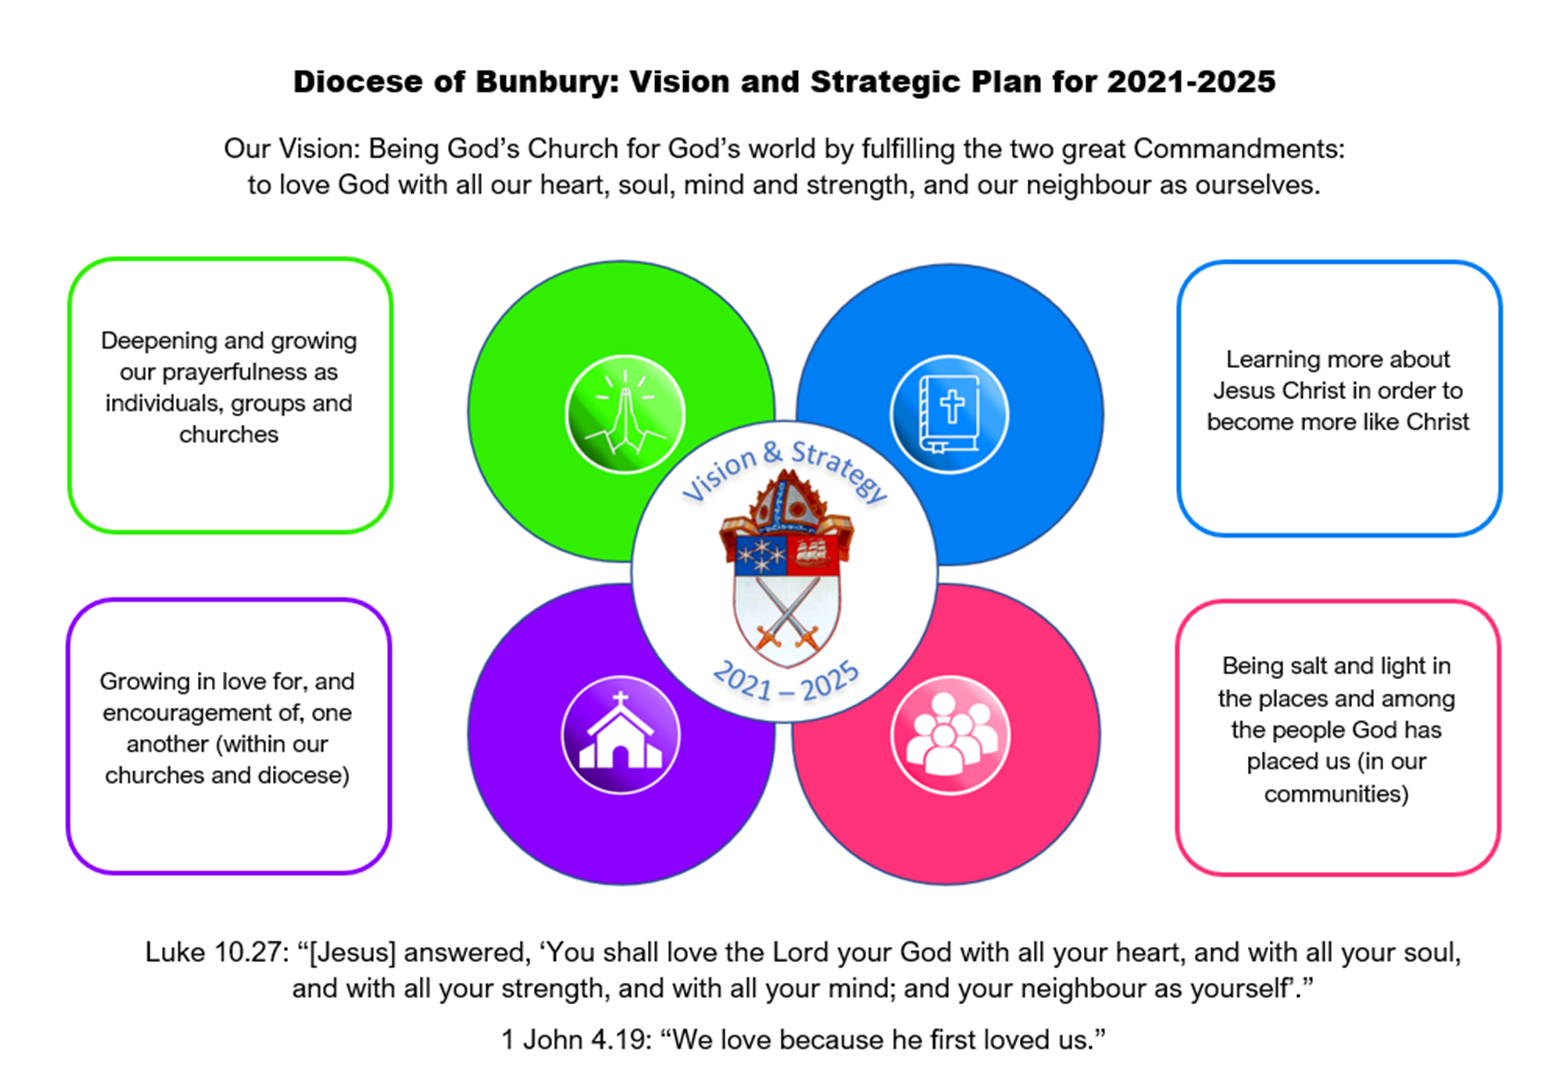 Diocese of Bunbury: Vision and Strategic Plan for 2021-2025
Our Vision: Being God’s Church for God’s world by fulfilling the two great Commandments:
to love God with all our heart, soul, mind and strength, and our neighbour as ourselves.
Deepening and growing
our prayerfulness as
individuals, groups and
churches
Learning more about
Jesus Christ in order to
become more like Christ
Vision & Strategy
2021 – 2025
Growing in love for, and
encouragement of, one
another (within our
churches and diocese)
Being salt and light in
the places and among
the people God has
placed us (in our
communities)
Luke 10.27: “[Jesus] answered, ‘You shall love the Lord your God with all your heart, and with all your soul,
and with all your strength, and with all your mind; and your neighbour as yourself’.”
1 John 4.19: “We love because he first loved us.”